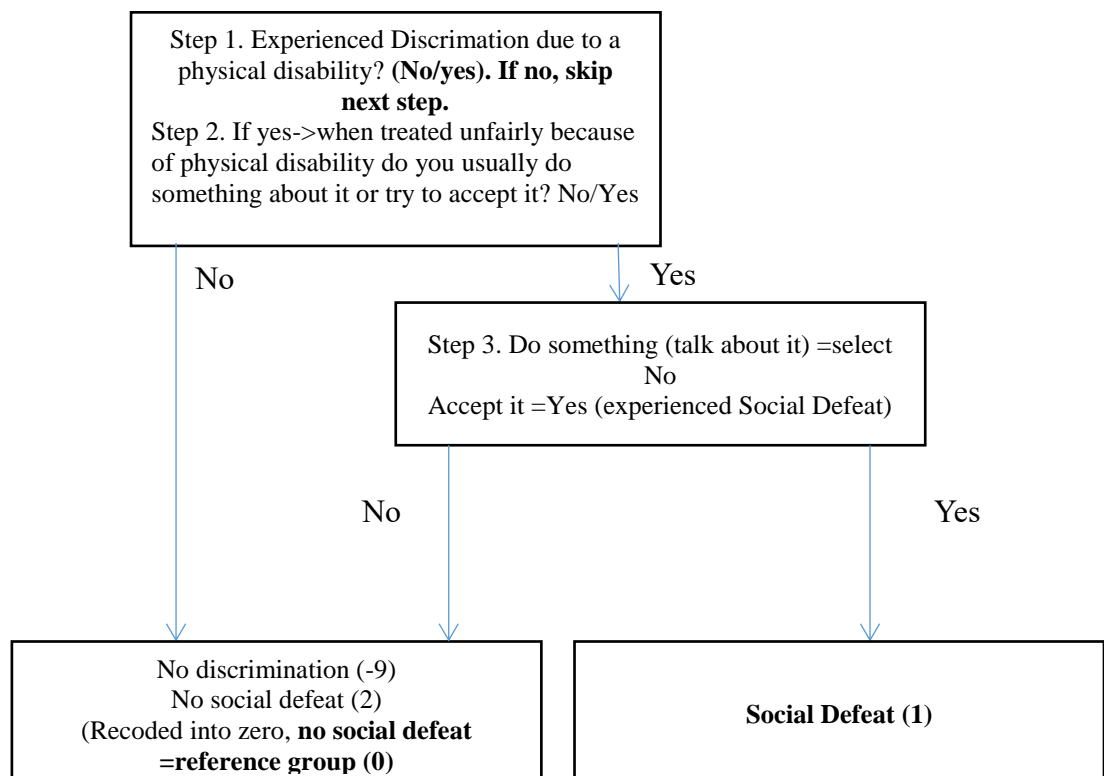 Step 1. Experienced Discrimation due to a
physical disability? (No/yes). If no, skip
next step.
Step 2. If yes->when treated unfairly because
of physical disability do you usually do
something about it or try to accept it? No/Yes
No
Yes
Step 3. Do something (talk about it) =select
No
Accept it =Yes (experienced Social Defeat)
No
Yes
No discrimination (-9)
No social defeat (2)
(Recoded into zero, no social defeat
=reference group (0)
Social Defeat (1)